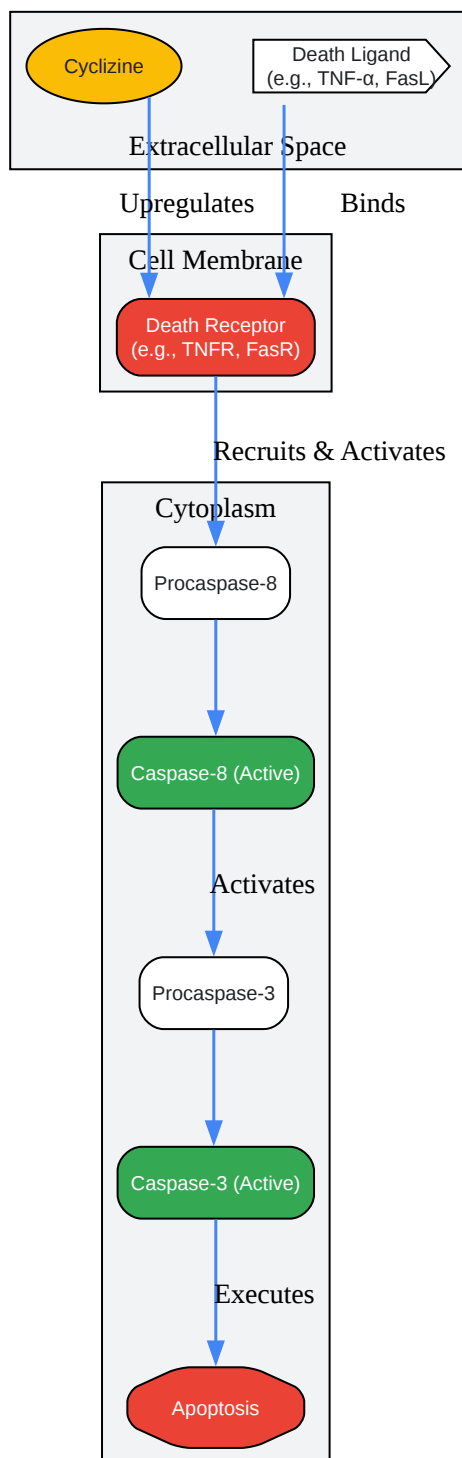 Cyclizine
Death Ligand
(e.g., TNF-α, FasL)
Extracellular Space
Upregulates
Binds
Cell Membrane
Death Receptor
(e.g., TNFR, FasR)
Recruits & Activates
Cytoplasm
Procaspase-8
Caspase-8 (Active)
Activates
Procaspase-3
Caspase-3 (Active)
Executes
Apoptosis